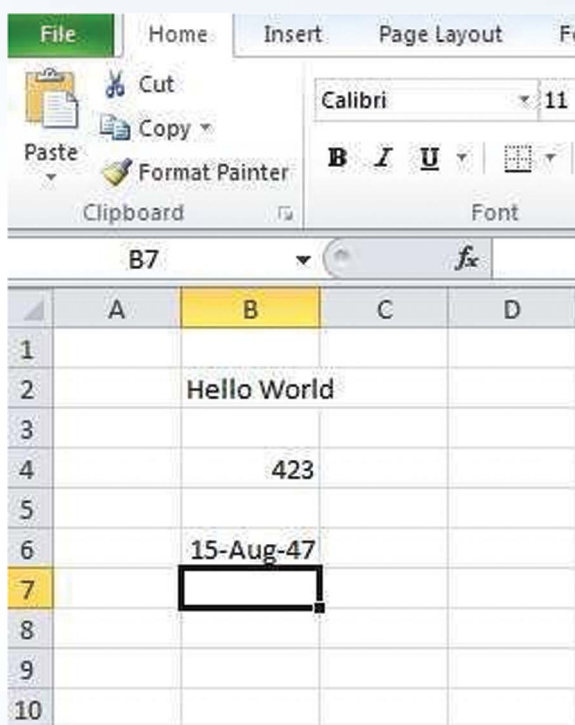 File Home Insert Page Layout
Cut
Calibri 11
Copy
Paste
B I U
Format Painter
Clipboard Font
B7 fx
A B C D
1
2 Hello World
3
4 423
5
6 15-Aug-47
7
8
9
10